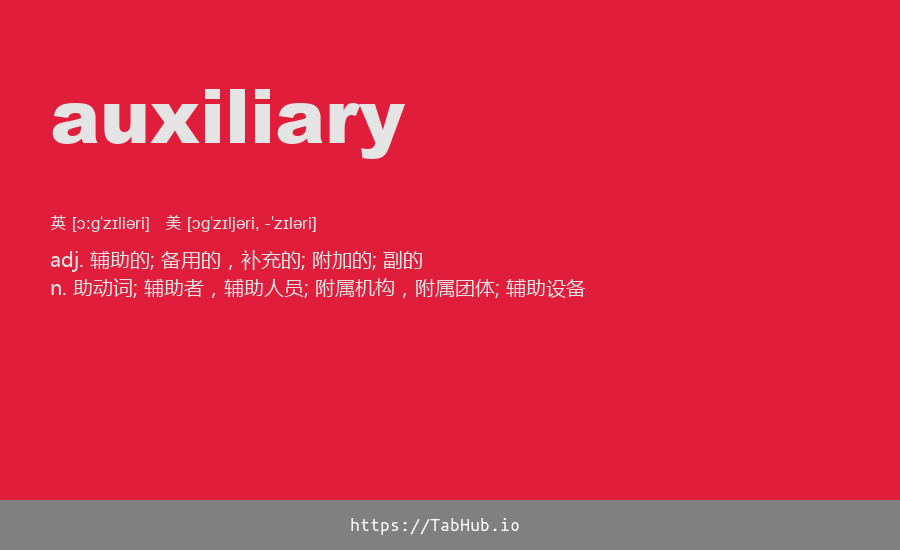 auxiliary
英 [ɔːɡˈzɪliəri] 美 [ɔɡˈzɪljəri, -ˈzɪləri]
adj. 辅助的; 备用的，补充的; 附加的; 副的
n. 助动词; 辅助者，辅助人员; 附属机构，附属团体; 辅助设备
https://TabHub.io